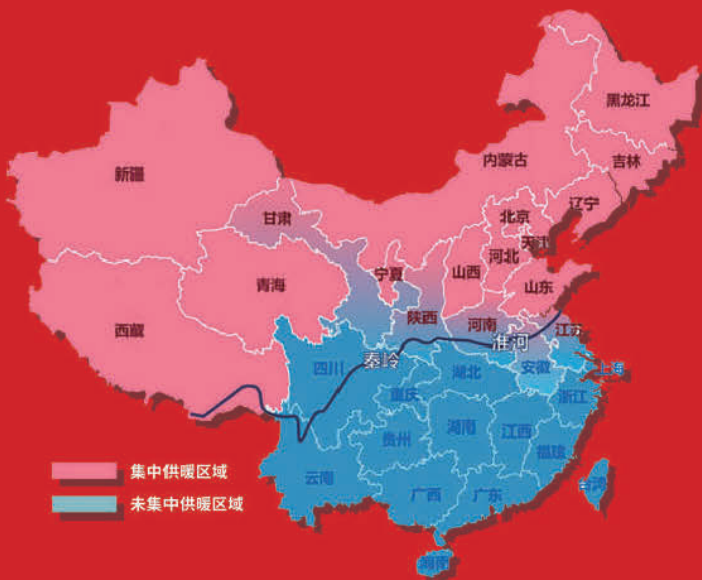 黑龙江
内蒙古
吉林
新疆
辽宁
北京
甘肃
天津
河北
宁夏
山西
青海
山东
西藏
陕西
河南
江苏
淮河
秦岭
四川
安徽
上海
湖北
重庆
浙江
湖南
江西
贵州
福建
云南
台湾
广西
广东
海南
集中供暖区域
未集中供暖区域